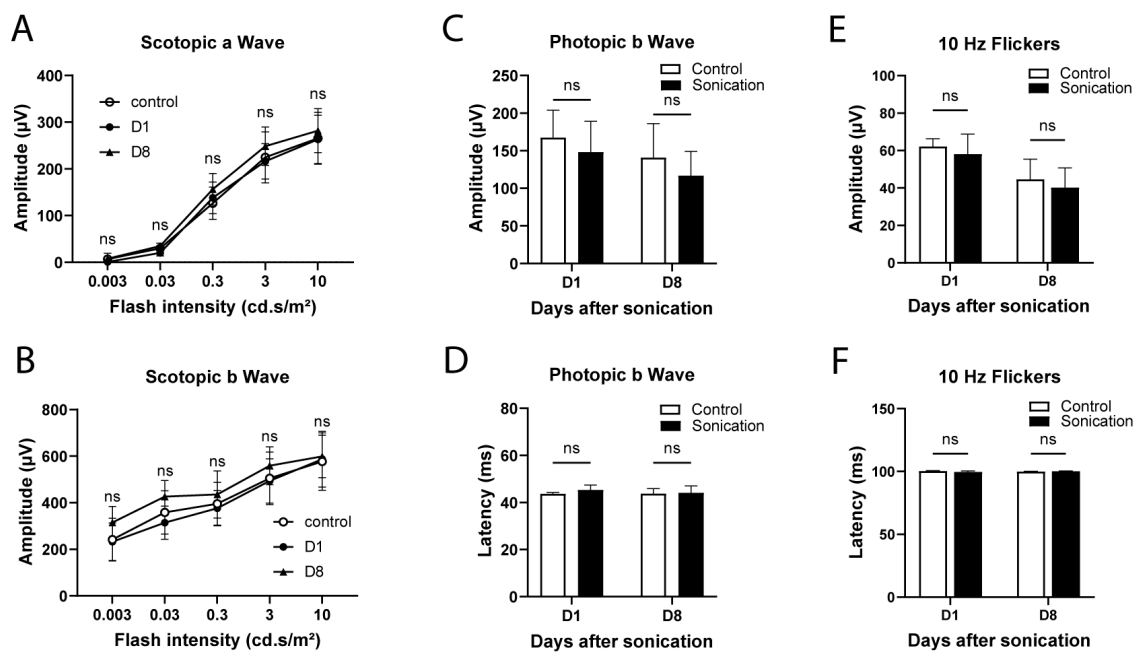 A
Scotopic a Wave
Amplitude (µV)
400
300
200
100
0
control
D1
D8
ns
ns
ns
ns
ns
0.003
0.03
0.3
3
10
Flash intensity (cd.s/m²)
B
Scotopic b Wave
Amplitude (µV)
800
600
400
200
0
ns
ns
ns
ns
ns
control
D1
D8
0.003
0.03
0.3
3
10
Flash intensity (cd.s/m²)
C
Photopic b Wave
Amplitude (µV)
250
200
150
100
50
0
Control
Sonication
ns
ns
D1
D8
Days after sonication
D
Photopic b Wave
Latency (ms)
80
60
40
20
0
Control
Sonication
ns
ns
D1
D8
Days after sonication
E
10 Hz Flickers
Amplitude (µV)
100
80
60
40
20
0
Control
Sonication
ns
ns
D1
D8
Days after sonication
F
10 Hz Flickers
Latency (ms)
150
100
50
0
Control
Sonication
ns
ns
D1
D8
Days after sonication